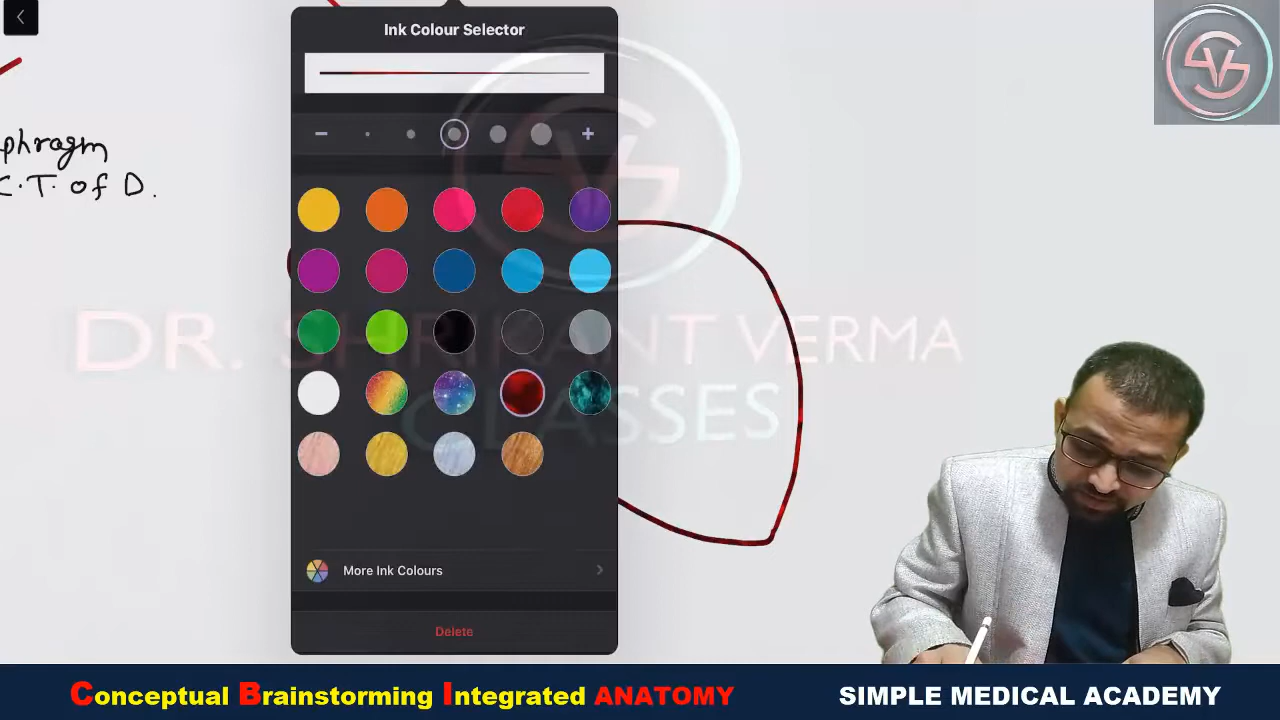 Ink Colour Selector
phragm
C.T. of D.
DR. SHRIKANT VERMA
CLASSES
More Ink Colours
Delete
Conceptual Brainstorming Integrated ANATOMY
SIMPLE MEDICAL ACADEMY